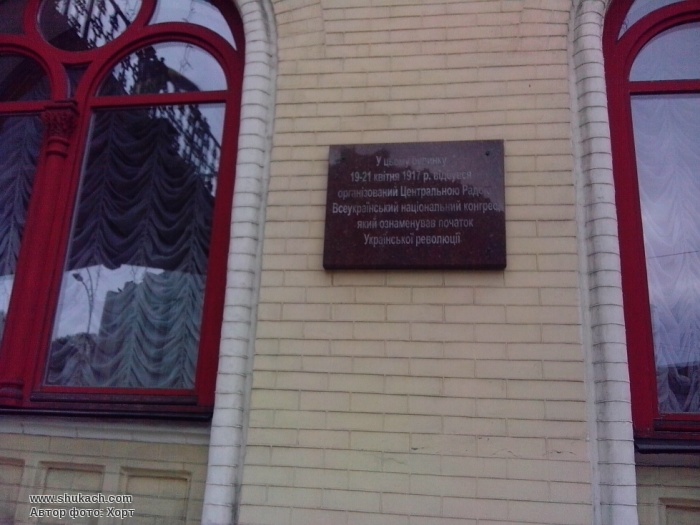 У цьому будинку
19-21 квітня 1917 р. відбувся
організований Центральною Радою
Всеукраїнський національний конгрес,
який ознаменував початок
Української революції
www.shukach.com
Автор фото- Хорт